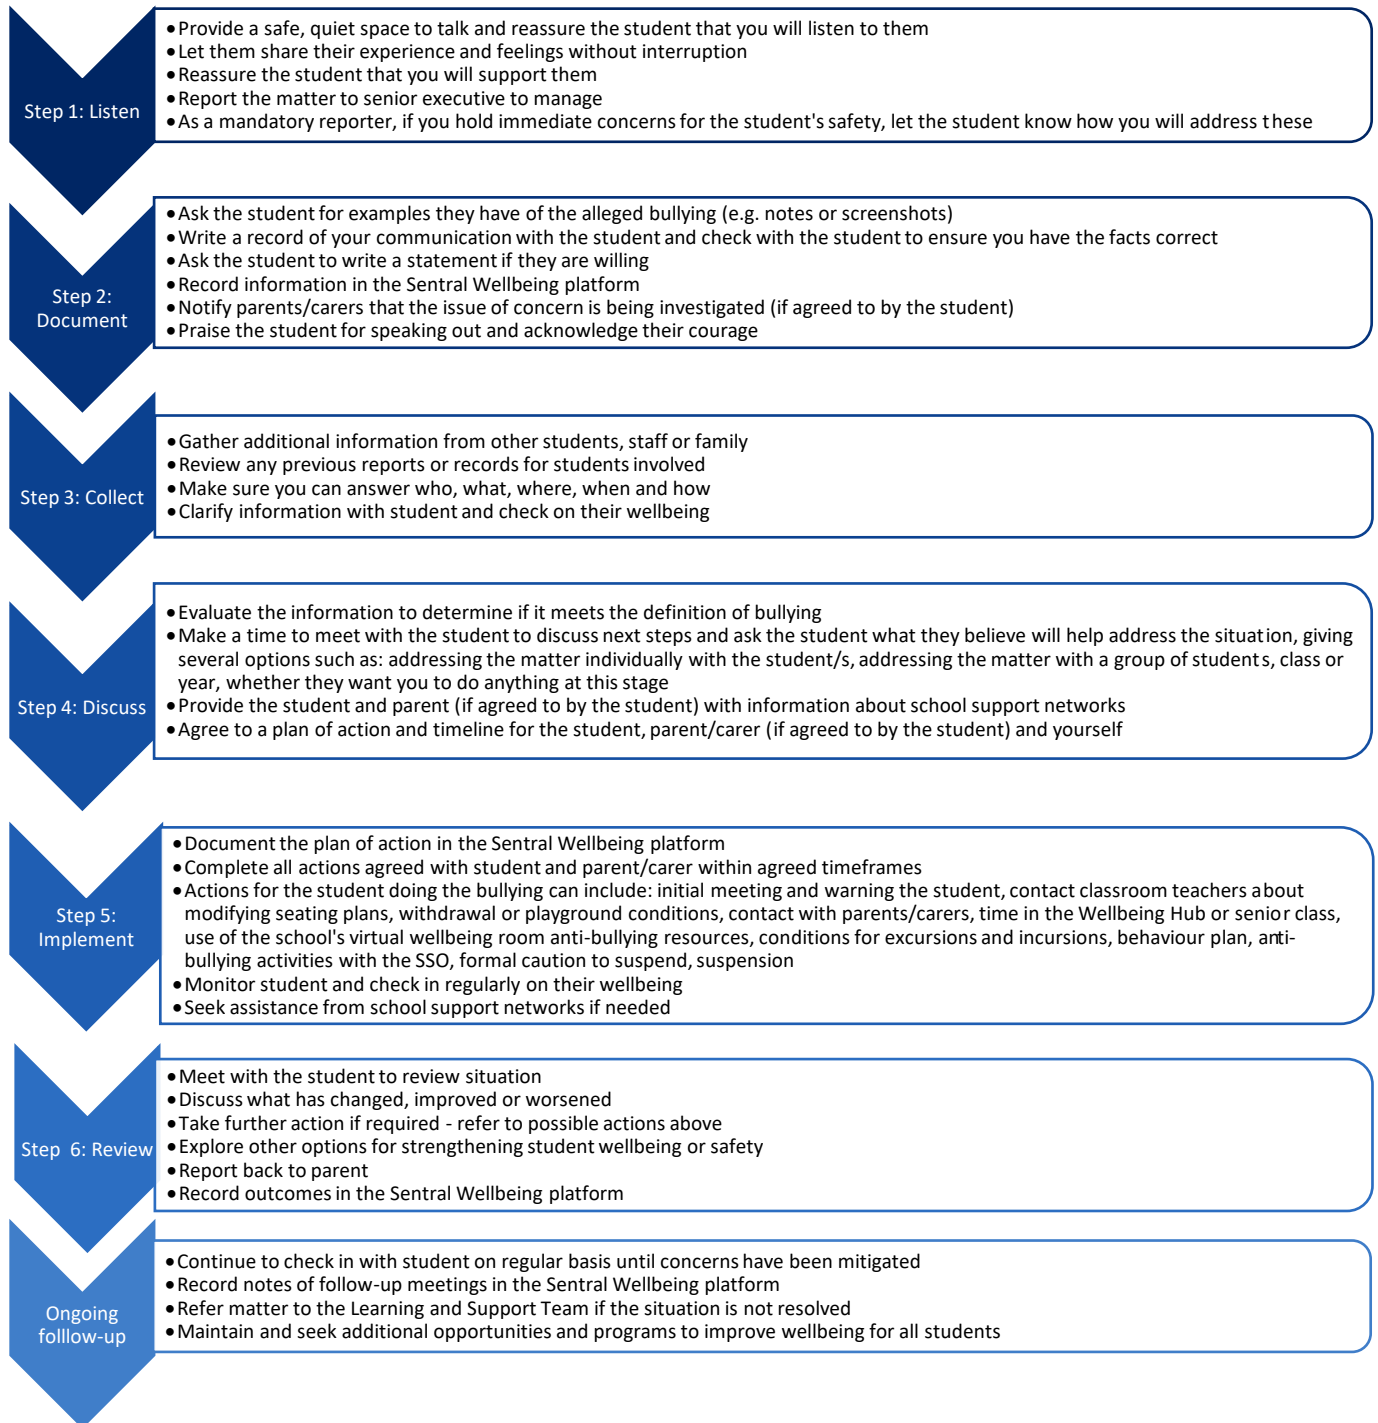 Step 1: Listen
•Provide a safe, quiet space to talk and reassure the student that you will listen to them
•Let them share their experience and feelings without interruption
•Reassure the student that you will support them
•Report the matter to senior executive to manage
•As a mandatory reporter, if you hold immediate concerns for the student's safety, let the student know how you will address these
Step 2:
Document
•Ask the student for examples they have of the alleged bullying (e.g. notes or screenshots)
•Write a record of your communication with the student and check with the student to ensure you have the facts correct
•Ask the student to write a statement if they are willing
•Record information in the Sentral Wellbeing platform
•Notify parents/carers that the issue of concern is being investigated (if agreed to by the student)
•Praise the student for speaking out and acknowledge their courage
Step 3: Collect
•Gather additional information from other students, staff or family
•Review any previous reports or records for students involved
•Make sure you can answer who, what, where, when and how
•Clarify information with student and check on their wellbeing
Step 4: Discuss
•Evaluate the information to determine if it meets the definition of bullying
•Make a time to meet with the student to discuss next steps and ask the student what they believe will help address the situation, giving
several options such as: addressing the matter individually with the student/s, addressing the matter with a group of students, class or
year, whether they want you to do anything at this stage
•Provide the student and parent (if agreed to by the student) with information about school support networks
•Agree to a plan of action and timeline for the student, parent/carer (if agreed to by the student) and yourself
Step 5:
Implement
•Document the plan of action in the Sentral Wellbeing platform
•Complete all actions agreed with student and parent/carer within agreed timeframes
•Actions for the student doing the bullying can include: initial meeting and warning the student, contact classroom teachers about
modifying seating plans, withdrawal or playground conditions, contact with parents/carers, time in the Wellbeing Hub or senior class,
use of the school's virtual wellbeing room anti-bullying resources, conditions for excursions and incursions, behaviour plan, anti-
bullying activities with the SSO, formal caution to suspend, suspension
•Monitor student and check in regularly on their wellbeing
•Seek assistance from school support networks if needed
Step 6: Review
•Meet with the student to review situation
•Discuss what has changed, improved or worsened
•Take further action if required - refer to possible actions above
•Explore other options for strengthening student wellbeing or safety
•Report back to parent
•Record outcomes in the Sentral Wellbeing platform
Ongoing
folllow-up
•Continue to check in with student on regular basis until concerns have been mitigated
•Record notes of follow-up meetings in the Sentral Wellbeing platform
•Refer matter to the Learning and Support Team if the situation is not resolved
•Maintain and seek additional opportunities and programs to improve wellbeing for all students